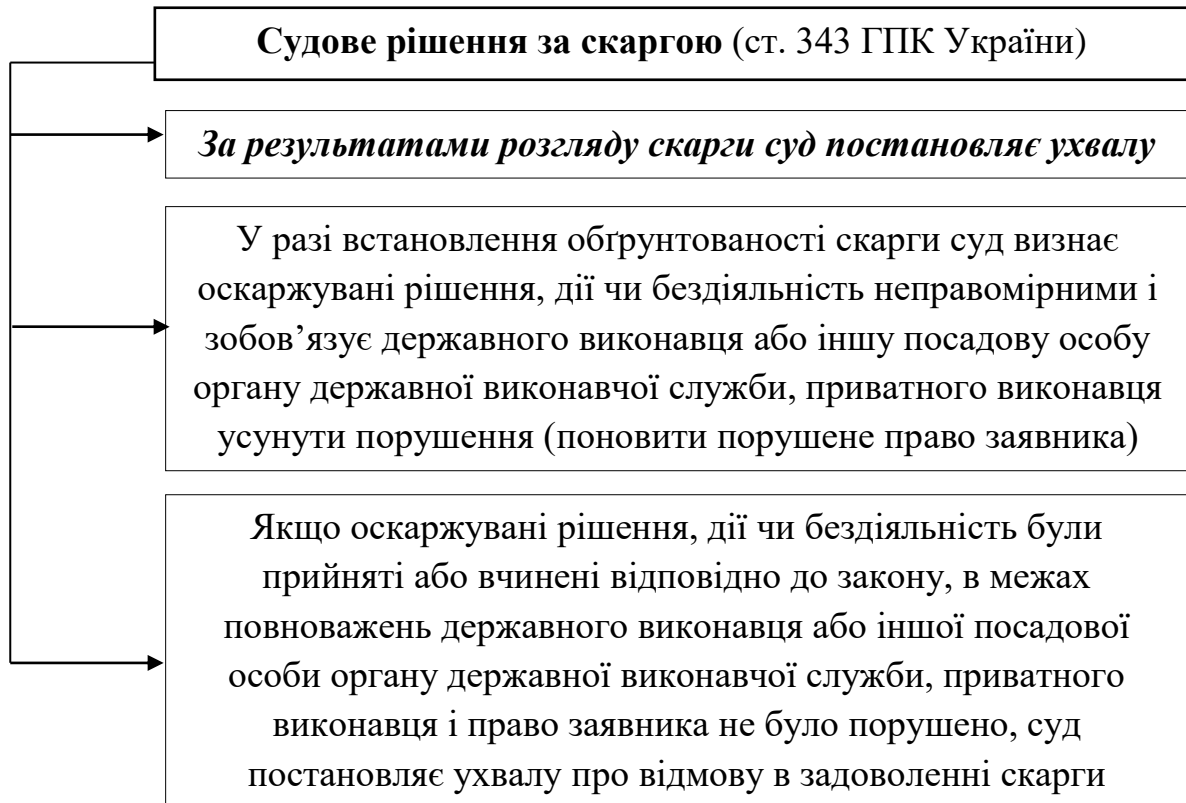 Судове рішення за скаргою (ст. 343 ГПК України)
За результатами розгляду скарги суд постановляє ухвалу
У разі встановлення обґрунтованості скарги суд визнає
оскаржувані рішення, дії чи бездіяльність неправомірними і
зобов’язує державного виконавця або іншу посадову особу
органу державної виконавчої служби, приватного виконавця
усунути порушення (поновити порушене право заявника)
Якщо оскаржувані рішення, дії чи бездіяльність були
прийняті або вчинені відповідно до закону, в межах
повноважень державного виконавця або іншої посадової
особи органу державної виконавчої служби, приватного
виконавця і право заявника не було порушено, суд
постановляє ухвалу про відмову в задоволенні скарги